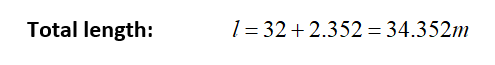 Total length: l = 32 + 2.352 = 34.352m